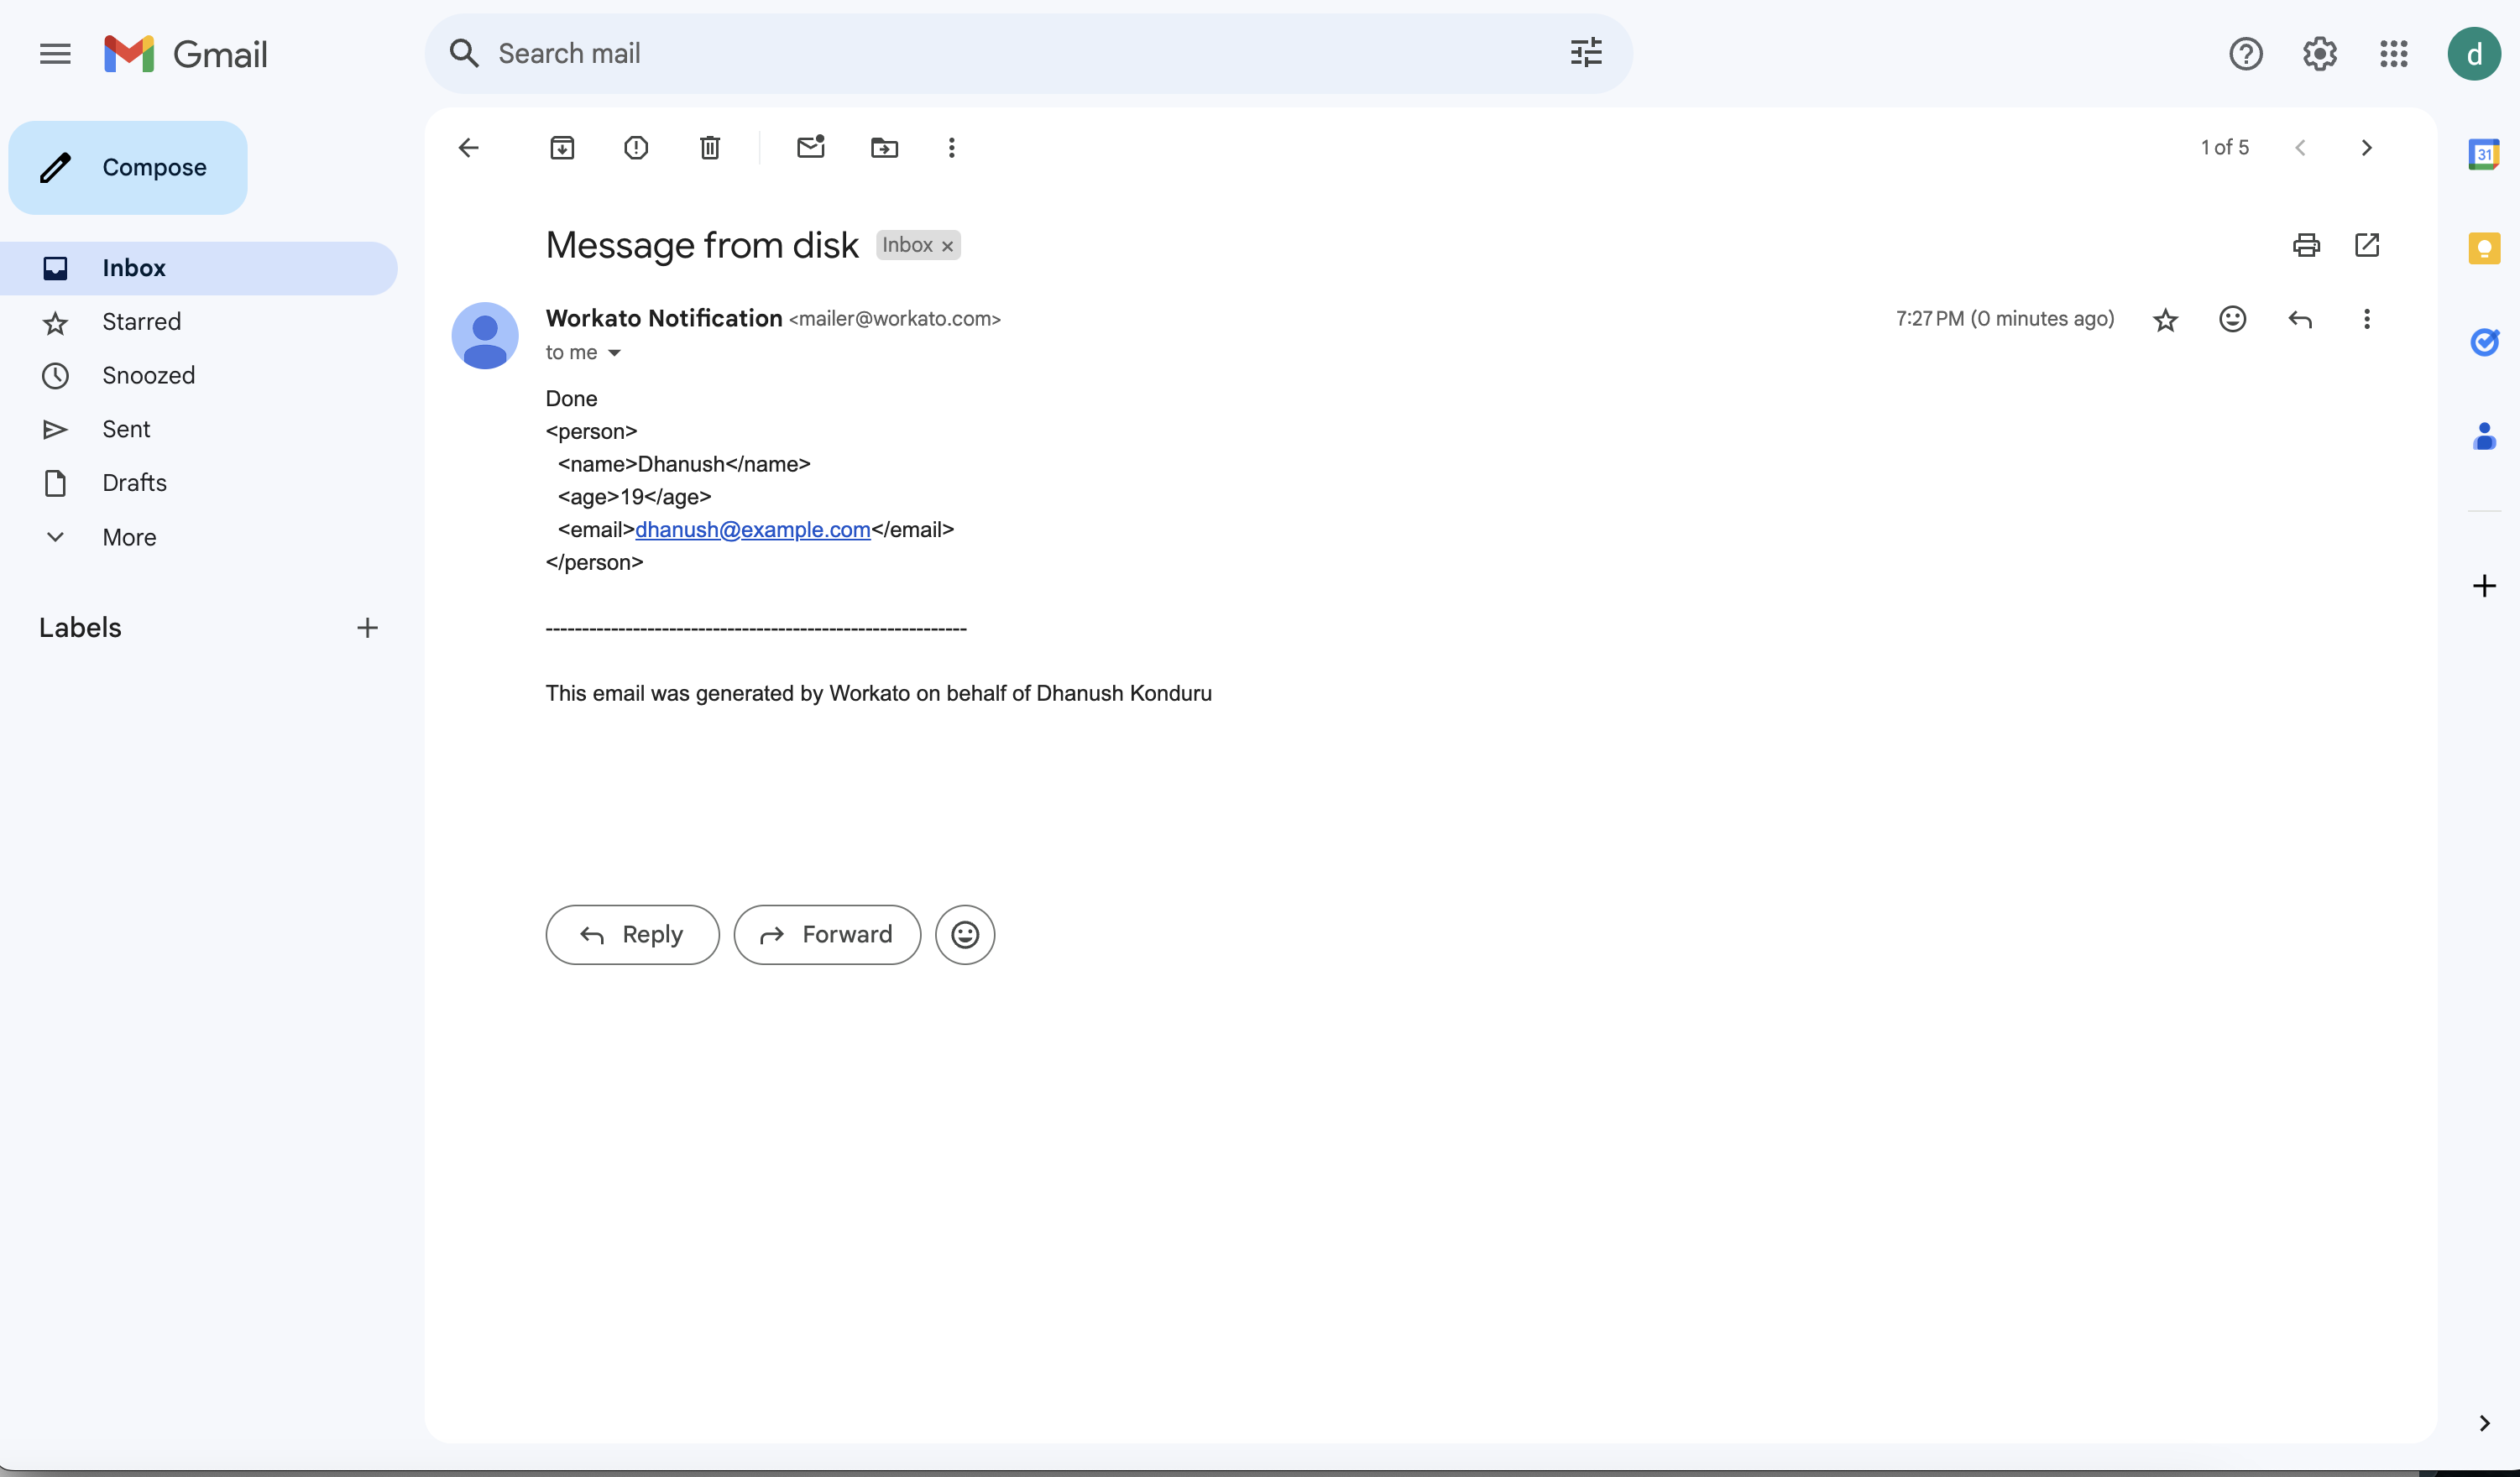 Gmail
Search mail
d
Compose
1 of 5
31
Message from disk Inbox ×
Inbox
Workato Notification <mailer@workato.com>
7:27 PM (0 minutes ago)
Starred
to me
Snoozed
Done
Sent
<person>
<name>Dhanush</name>
Drafts
<age>19</age>
<email>dhanush@example.com</email>
More
</person>
Labels
----------------------------------------------------------
This email was generated by Workato on behalf of Dhanush Konduru
Reply
Forward